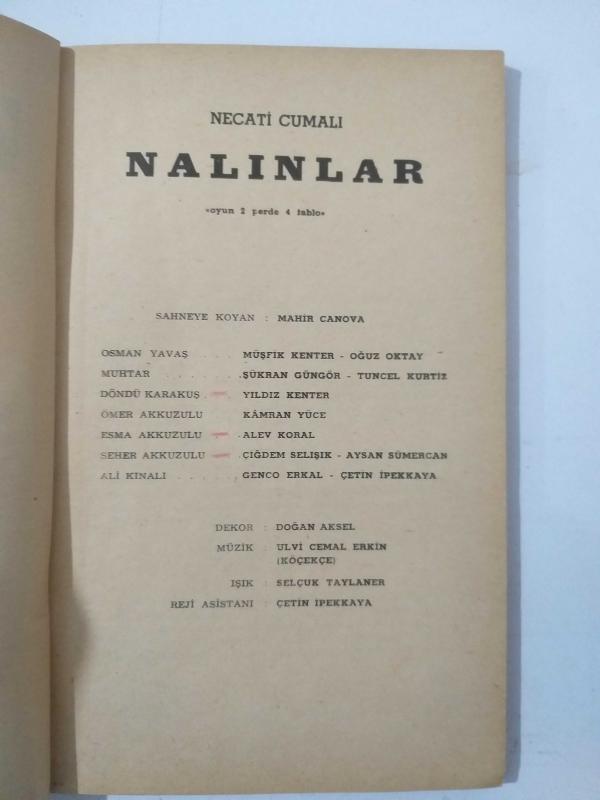 NECATİ CUMALI
NALINLAR
«oyun 2 perde 4 tablo»
SAHNEYE KOYAN : MAHİR CANOVA
OSMAN YAVAŞ . . . MÜŞFİK KENTER - OĞUZ OKTAY
MUHTAR . . . . . . . ŞÜKRAN GÜNGÖR - TUNCEL KURTİZ
DÖNDÜ KARAKUŞ . YILDIZ KENTER
ÖMER AKKUZULU KÂMRAN YÜCE
ESMA AKKUZULU . ALEV KORAL
SEHER AKKUZULU . ÇİĞDEM SELIŞIK - AYSAN SÜMERCAN
ALİ KINALI . . . . . GENCO ERKAL - ÇETİN İPEKKAYA
DEKOR : DOĞAN AKSEL
MÜZİK : ULVİ CEMAL ERKİN
(KÖÇEKÇE)
IŞIK : SELÇUK TAYLANER
REJİ ASİSTANI : ÇETİN İPEKKAYA